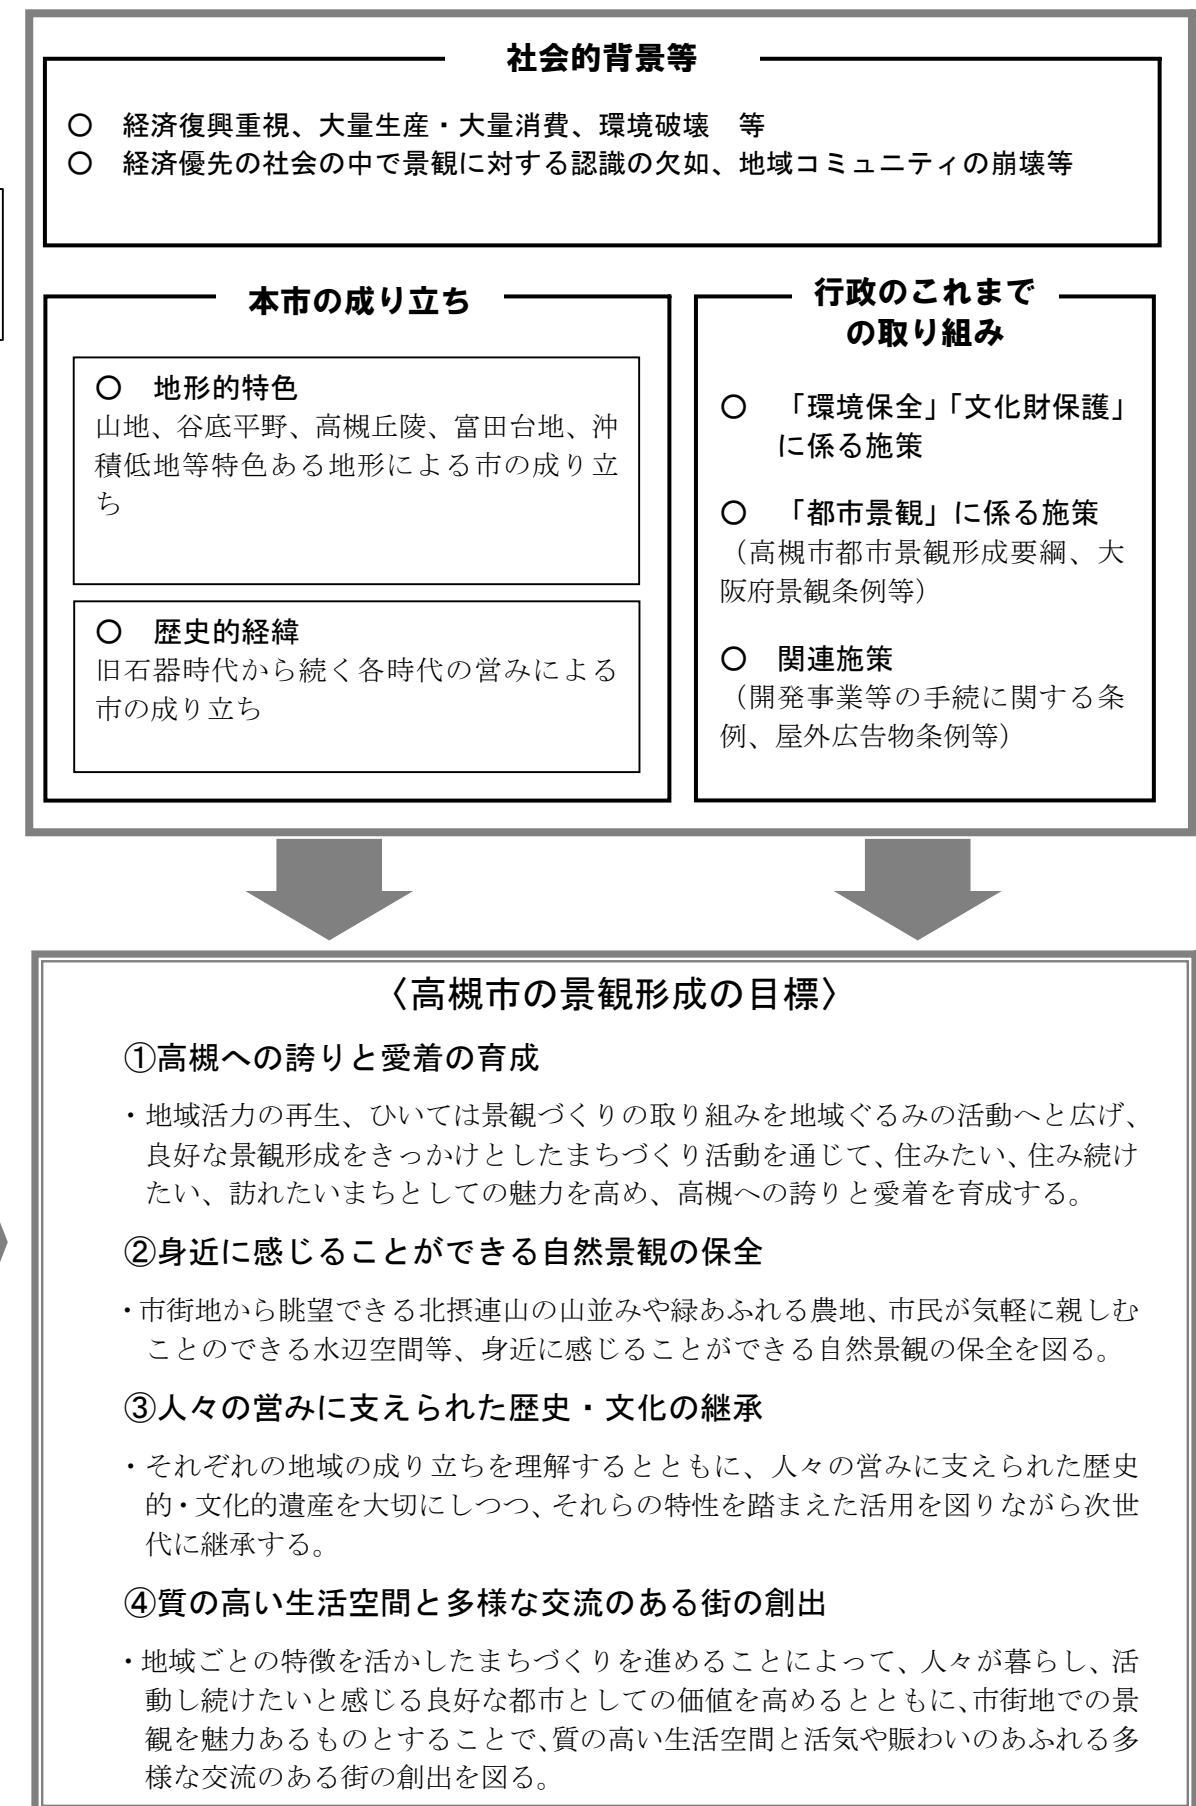 社会的背景等
○　経済復興重視、大量生産・大量消費、環境破壊　等
○　経済優先の社会の中で景観に対する認識の欠如、地域コミュニティの崩壊等
本市の成り立ち
○　地形的特色
山地、谷底平野、高槻丘陵、富田台地、沖
積低地等特色ある地形による市の成り立
ち
○　歴史的経緯
旧石器時代から続く各時代の営みによる
市の成り立ち
行政のこれまで
の取り組み
○　「環境保全」「文化財保護」
に係る施策
○　「都市景観」に係る施策
（高槻市都市景観形成要綱、大
阪府景観条例等）
○　関連施策
（開発事業等の手続に関する条
例、屋外広告物条例等）
〈高槻市の景観形成の目標〉
①高槻への誇りと愛着の育成
・地域活力の再生、ひいては景観づくりの取り組みを地域ぐるみの活動へと広げ、
良好な景観形成をきっかけとしたまちづくり活動を通じて、住みたい、住み続け
たい、訪れたいまちとしての魅力を高め、高槻への誇りと愛着を育成する。
②身近に感じることができる自然景観の保全
・市街地から眺望できる北摂連山の山並みや緑あふれる農地、市民が気軽に親しむ
ことのできる水辺空間等、身近に感じることができる自然景観の保全を図る。
③人々の営みに支えられた歴史・文化の継承
・それぞれの地域の成り立ちを理解するとともに、人々の営みに支えられた歴史
的・文化的遺産を大切にしつつ、それらの特性を踏まえた活用を図りながら次世
代に継承する。
④質の高い生活空間と多様な交流のある街の創出
・地域ごとの特徴を活かしたまちづくりを進めることによって、人々が暮らし、活
動し続けたいと感じる良好な都市としての価値を高めるとともに、市街地での景
観を魅力あるものとすることで、質の高い生活空間と活気や賑わいのあふれる多
様な交流のある街の創出を図る。